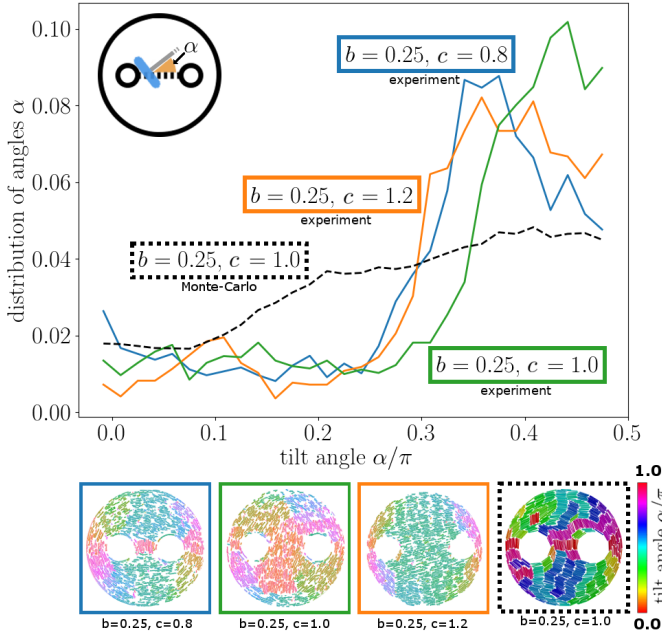 0.10
0.08
0.06
0.04
0.02
0.00
distribution of angles α
α
b = 0.25, c = 0.8
experiment
b = 0.25, c = 1.2
experiment
b = 0.25, c = 1.0
Monte-Carlo
b = 0.25, c = 1.0
experiment
0.0 0.1 0.2 0.3 0.4 0.5
tilt angle α/π
1.0
tilt angle α/π
0.0
b=0.25, c=0.8 b=0.25, c=1.0 b=0.25, c=1.2 b=0.25, c=1.0